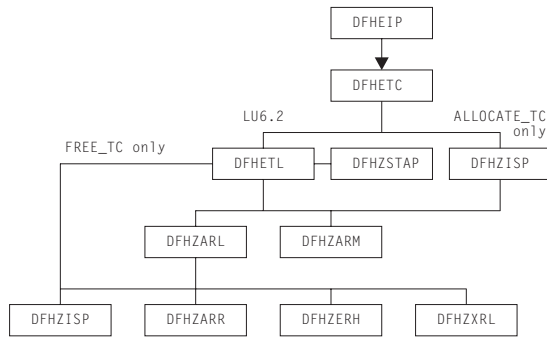 DFHEIP
DFHETC
LU6.2
ALLOCATE_TC
only
FREE_TC only
DFHETL
DFHZSTAP
DFHZISP
DFHZARL
DFHZARM
DFHZISP
DFHZARR
DFHZERH
DFHZXRL